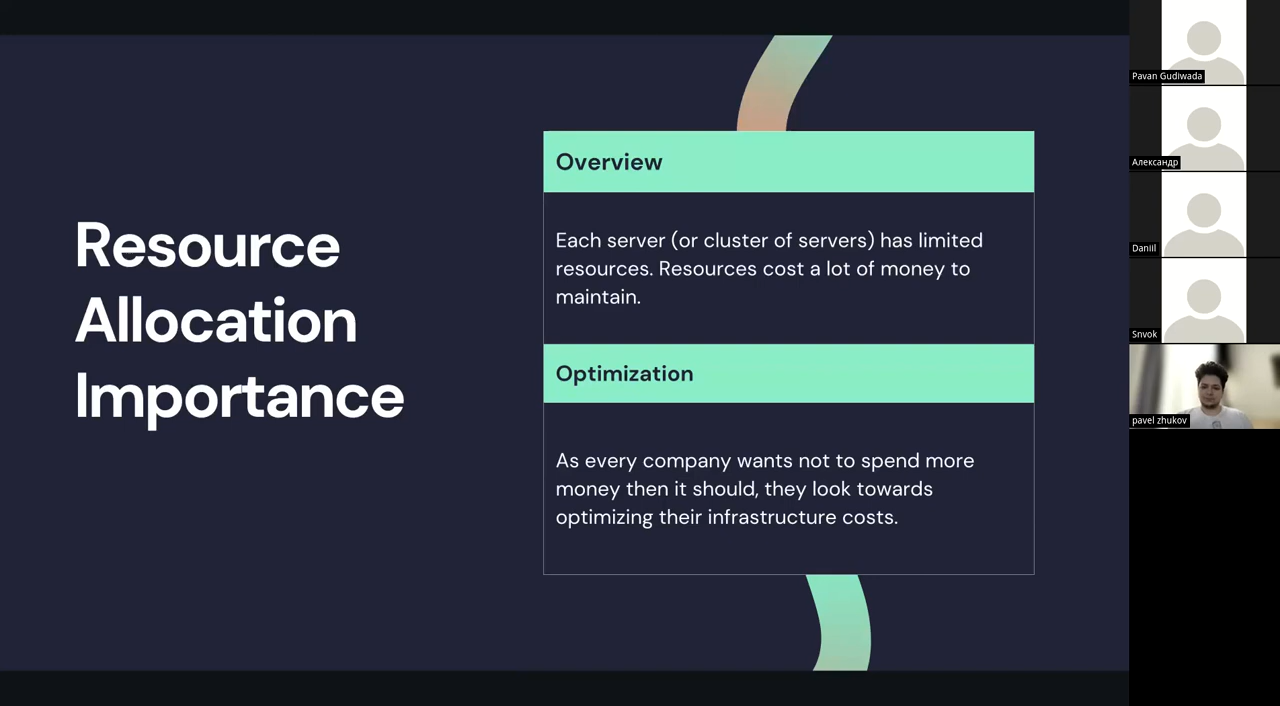 Resource
Allocation
Importance
Overview
Each server (or cluster of servers) has limited
resources. Resources cost a lot of money to
maintain.
Optimization
As every company wants not to spend more
money then it should, they look towards
optimizing their infrastructure costs.
Pavan Gudiwada
Александр
Daniil
Snvok
pavel zhukov